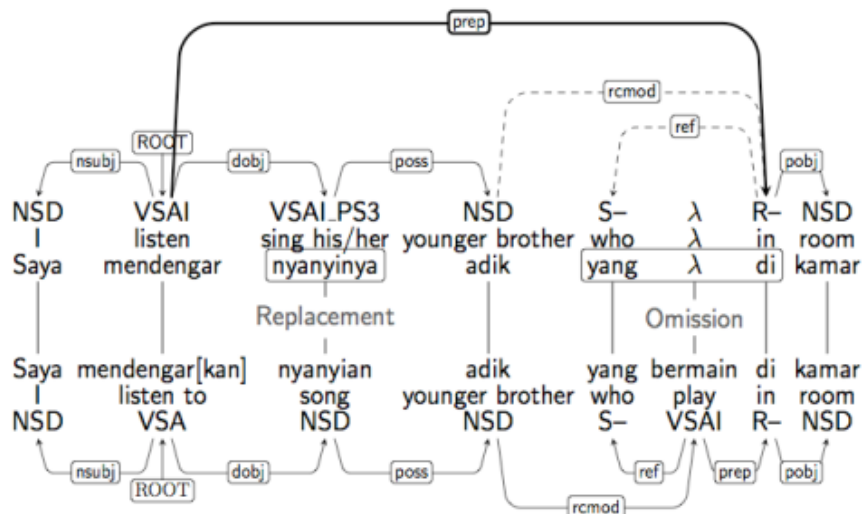 prep
rcmod
ref
ROOT
nsubj dobj poss pobj
NSD VSAI VSAI_PS3 NSD S– λ R– NSD
I listen sing his/her younger brother who λ in room
Saya mendengar nyanyinya adik yang λ di kamar
Replacement Omission
Saya mendengar[kan] nyanyian adik yang bermain di kamar
I listen to song younger brother who play in room
NSD VSA NSD NSD S– VSAI R– NSD
nsubj dobj poss ref prep pobj
ROOT
rcmod